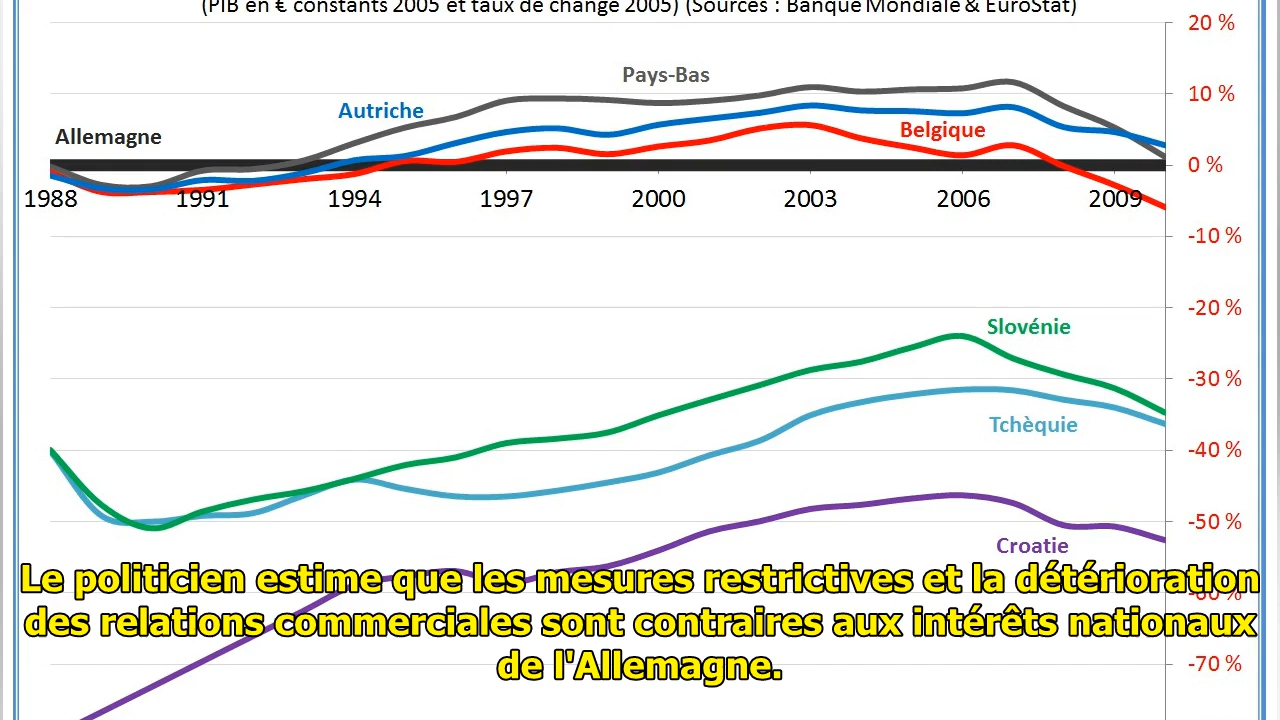 (PIB en € constants 2005 et taux de change 2005) (Sources : Banque Mondiale & EuroStat)
20 %
Pays-Bas
10 %
Autriche
Belgique
Allemagne
0 %
1988 1991 1994 1997 2000 2003 2006 2009
-10 %
-20 %
Slovénie
-30 %
Tchèquie
-40 %
-50 %
Croatie
-60 %
Le politicien estime que les mesures restrictives et la détérioration
des relations commerciales sont contraires aux intérêts nationaux
de l'Allemagne.
-70 %